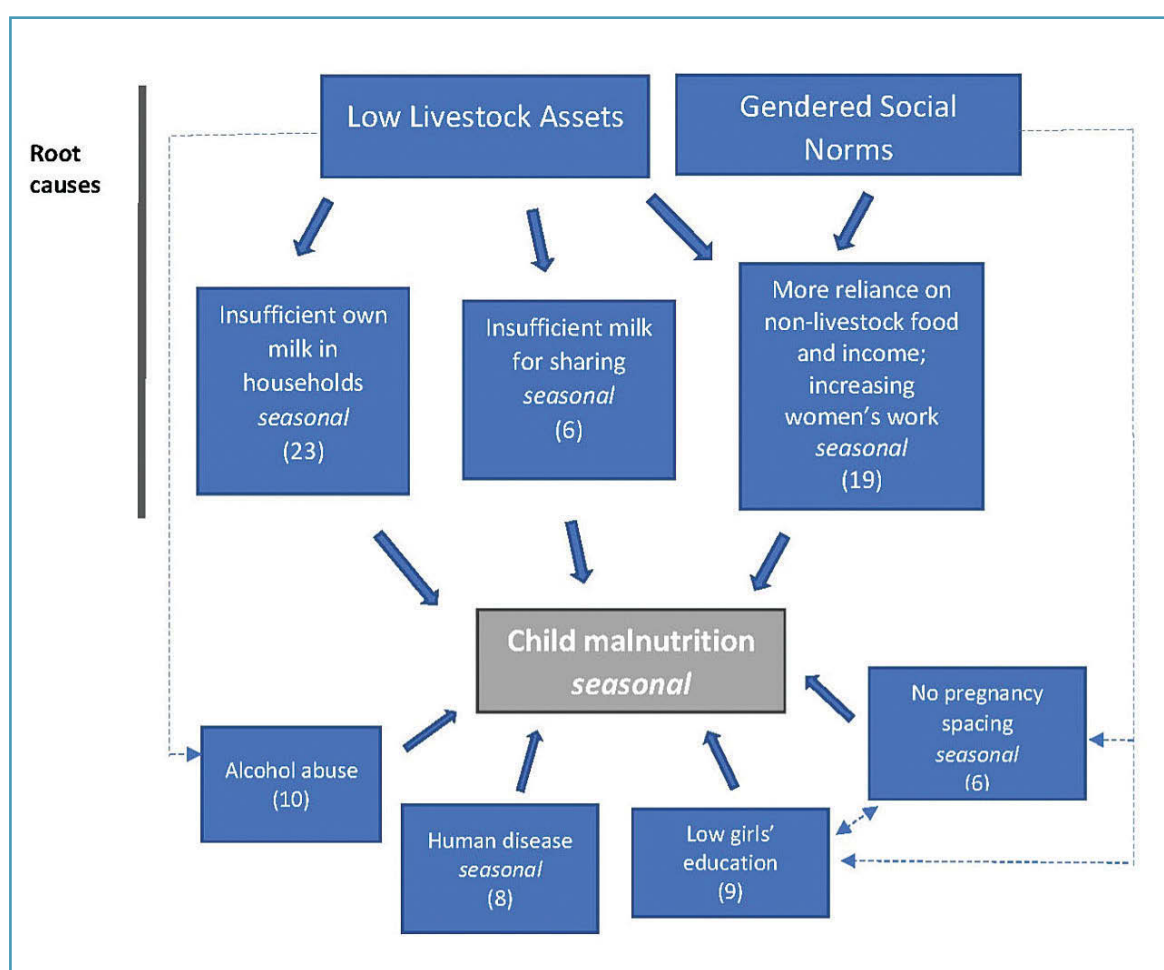 Root
causes
Low Livestock Assets
Gendered Social
Norms
Insufficient own
milk in
households
seasonal
(23)
Insufficient milk
for sharing
seasonal
(6)
More reliance on
non-livestock food
and income;
increasing
women's work
seasonal
(19)
Child malnutrition
seasonal
Alcohol abuse
(10)
Human disease
seasonal
(8)
Low girls'
education
(9)
No pregnancy
spacing
seasonal
(6)